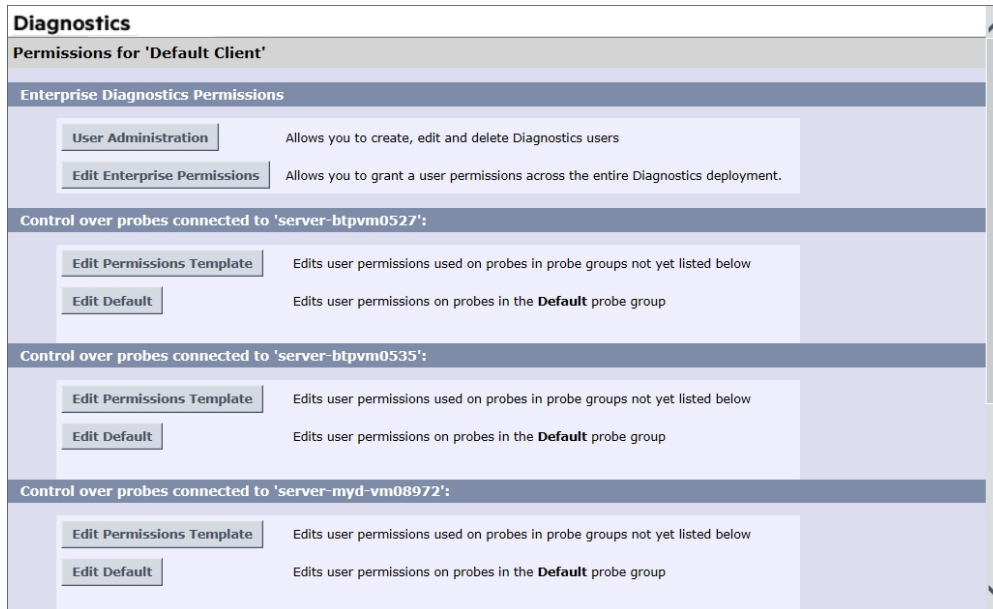 Diagnostics
Permissions for 'Default Client'
Enterprise Diagnostics Permissions
User Administration Allows you to create, edit and delete Diagnostics users
Edit Enterprise Permissions Allows you to grant a user permissions across the entire Diagnostics deployment.
Control over probes connected to 'server-btpvm0527':
Edit Permissions Template Edits user permissions used on probes in probe groups not yet listed below
Edit Default Edits user permissions on probes in the Default probe group
Control over probes connected to 'server-btpvm0535':
Edit Permissions Template Edits user permissions used on probes in probe groups not yet listed below
Edit Default Edits user permissions on probes in the Default probe group
Control over probes connected to 'server-myd-vm08972':
Edit Permissions Template Edits user permissions used on probes in probe groups not yet listed below
Edit Default Edits user permissions on probes in the Default probe group